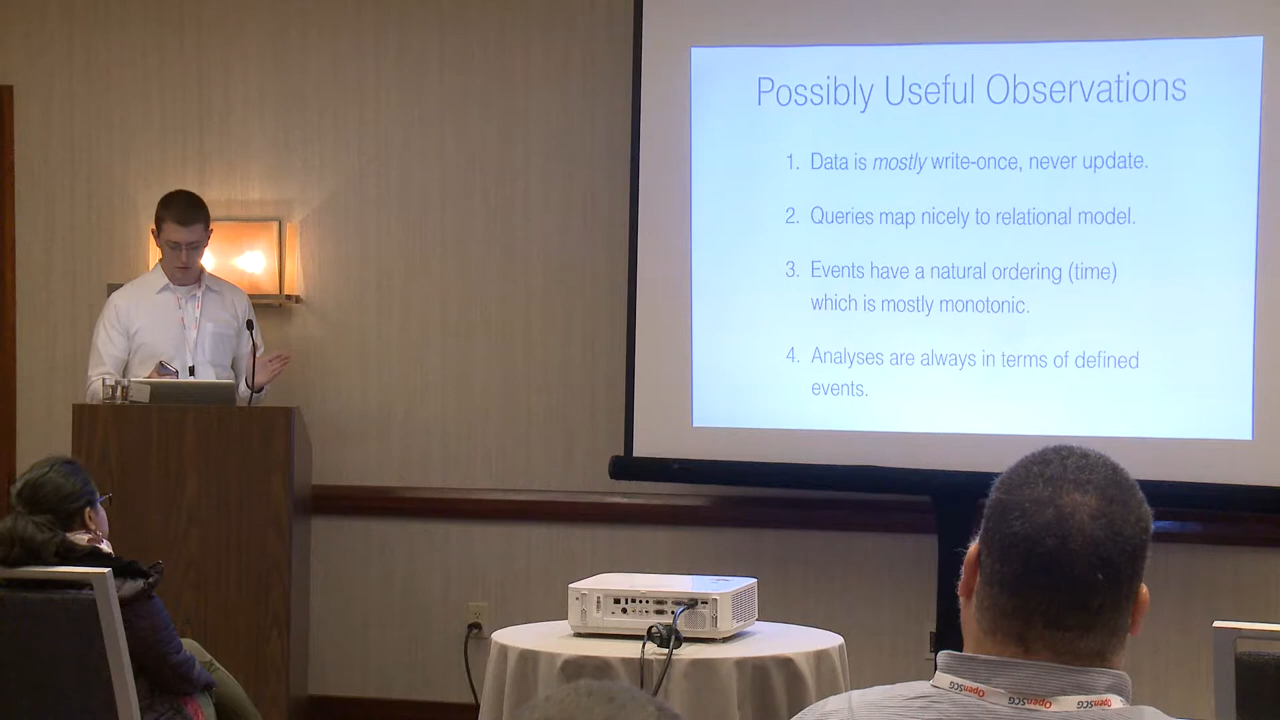 Possibly Useful Observations
1. Data is mostly write-once, never update.
2. Queries map nicely to relational model.
3. Events have a natural ordering (time)
which is mostly monotonic.
4. Analyses are always in terms of defined
events.
OpenSCG OpenSCG OpenSCG